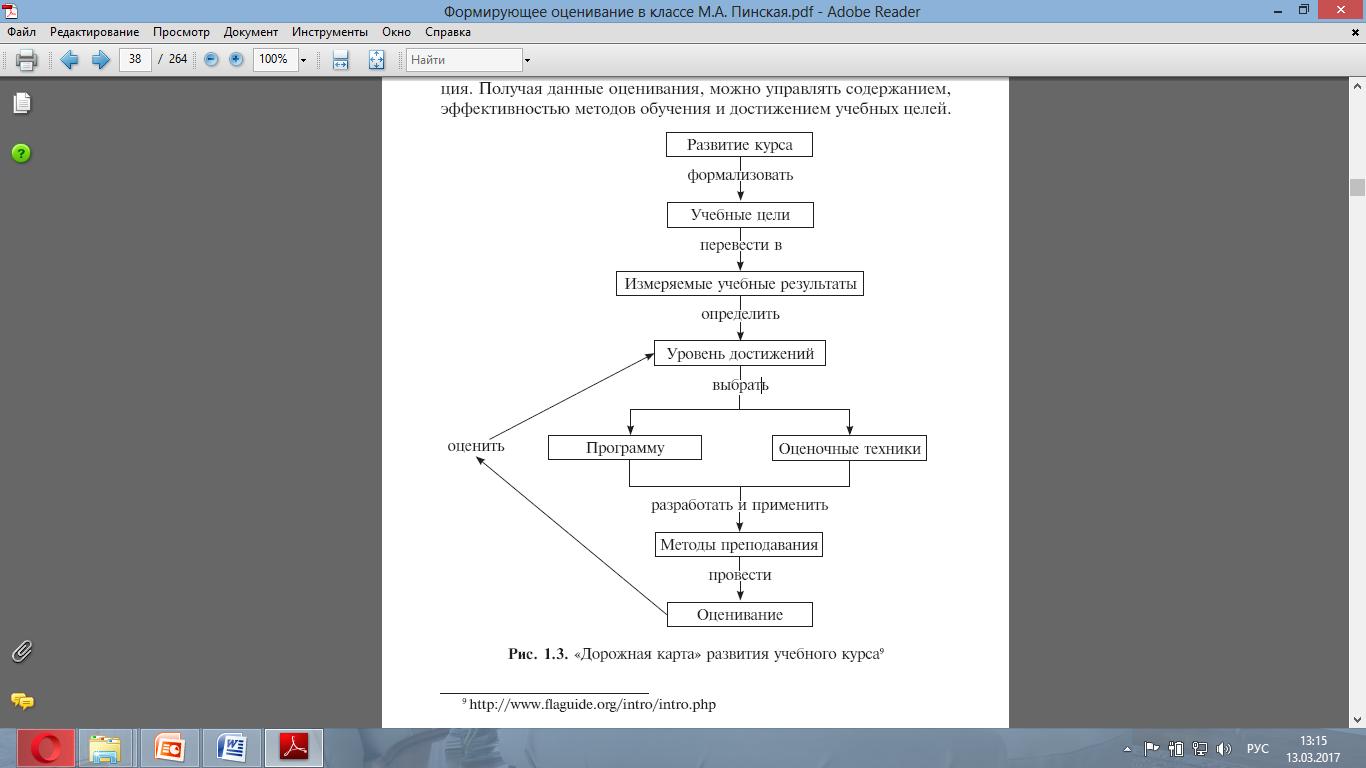 Формирующее оценивание в классе М.А. Пинская.pdf - Adobe Reader
Файл Редактирование Просмотр Документ Инструменты Окно Справка
38 / 264 100% Найти
ция. Получая данные оценивания, можно управлять содержанием,
эффективностью методов обучения и достижением учебных целей.
Развитие курса
формализовать
Учебные цели
перевести в
Измеряемые учебные результаты
определить
Уровень достижений
выбрать
оценить
Программу
Оценочные техники
разработать и применить
Методы преподавания
провести
Оценивание
Рис. 1.3. «Дорожная карта» развития учебного курса⁹
⁹ http://www.flaguide.org/intro/intro.php
РУС
13:15
13.03.2017